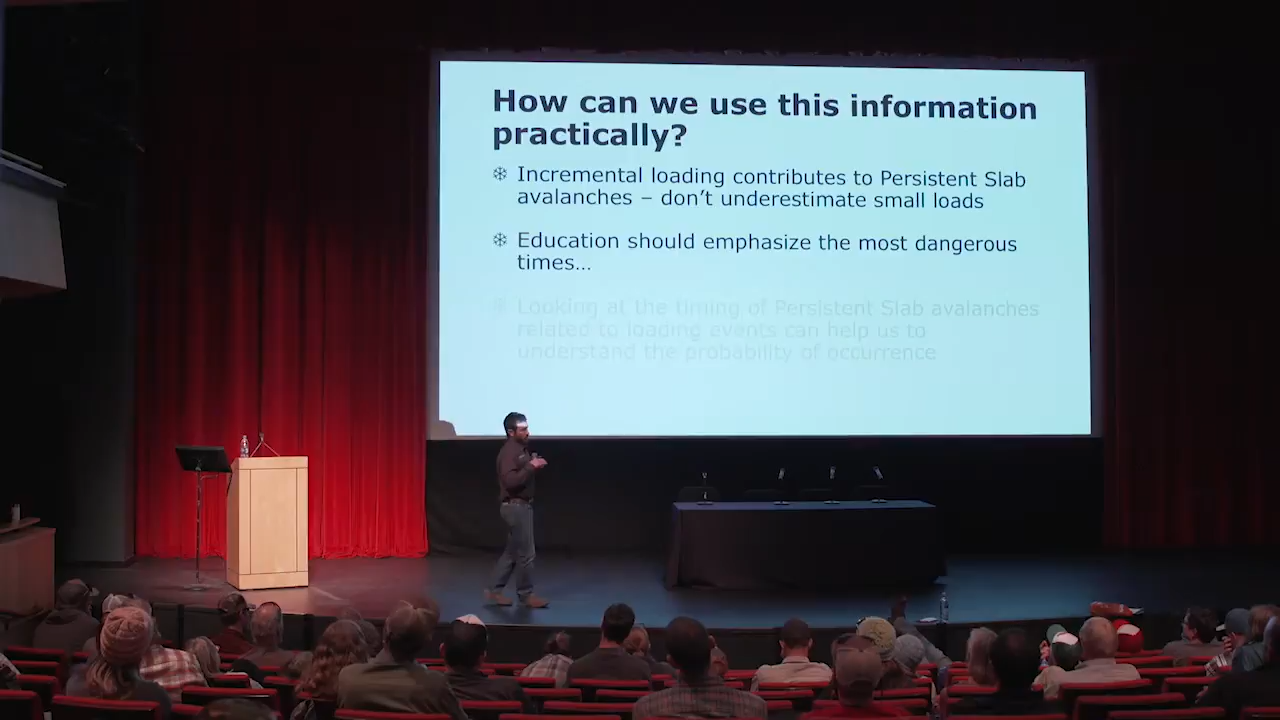 How can we use this information
practically?
Incremental loading contributes to Persistent Slab
avalanches – don't underestimate small loads
Education should emphasize the most dangerous
times...
Looking at the timing of Persistent Slab avalanches
related to loading events can help us to
understand the probability of occurrence